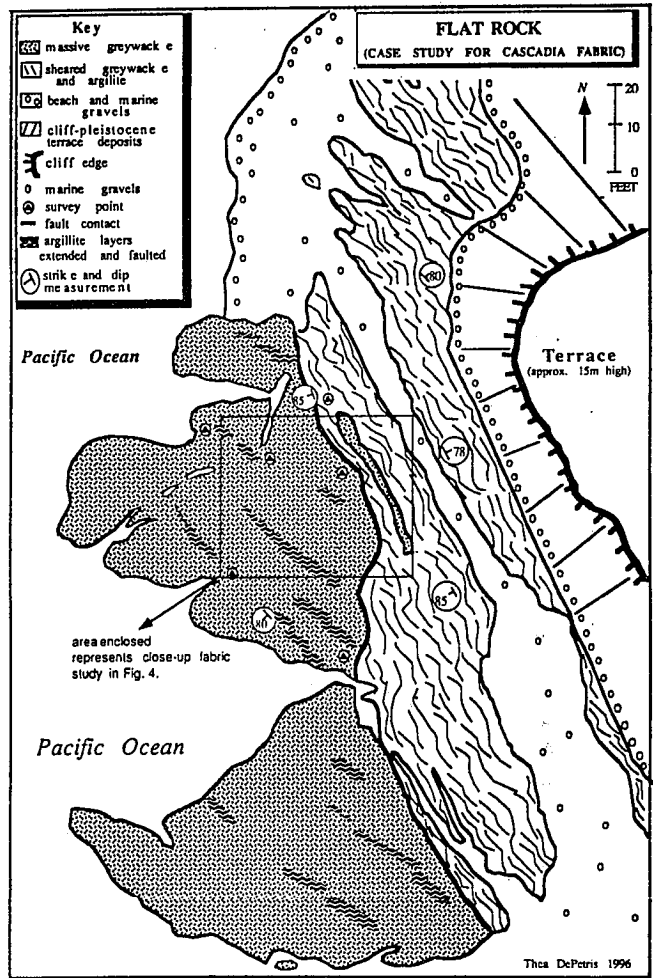 Key
massive greywack e
sheared greywack e
and argilite
beach and marine
gravels
cliff-pleistocene
terrace deposits
cliff edge
marine gravels
survey point
fault contact
argillite layers
extended and faulted
strik e and dip
measurement
FLAT ROCK
(CASE STUDY FOR CASCADIA FABRIC)
N
20
10
0
FEET
80
Pacific Ocean
Terrace
(approx. 15m high)
85
78
85
80
area enclosed
represents close-up fabric
study in Fig. 4.
Pacific Ocean
Thea DePetris 1996